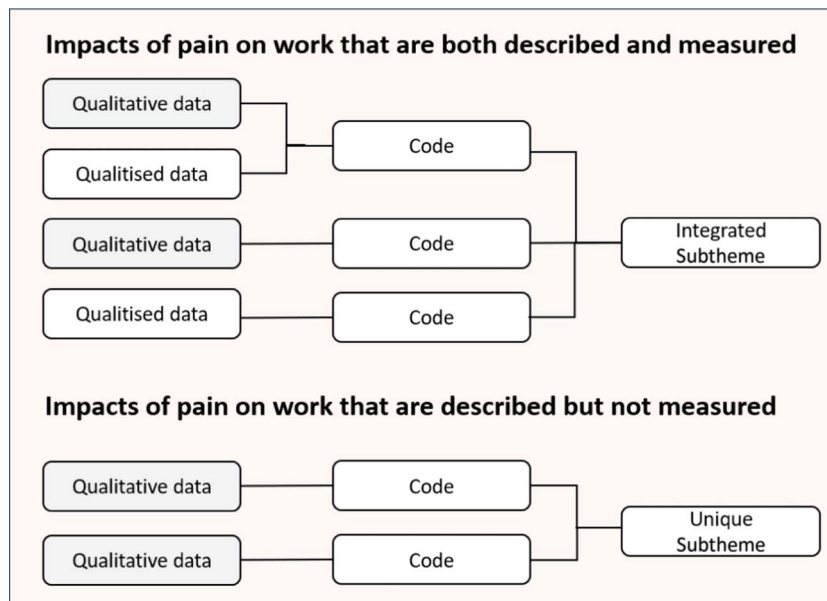 Impacts of pain on work that are both described and measured
Qualitative data
Qualitised data
Code
Qualitative data
Code
Qualitised data
Code
Integrated
Subtheme
Impacts of pain on work that are described but not measured
Qualitative data
Code
Qualitative data
Code
Unique
Subtheme